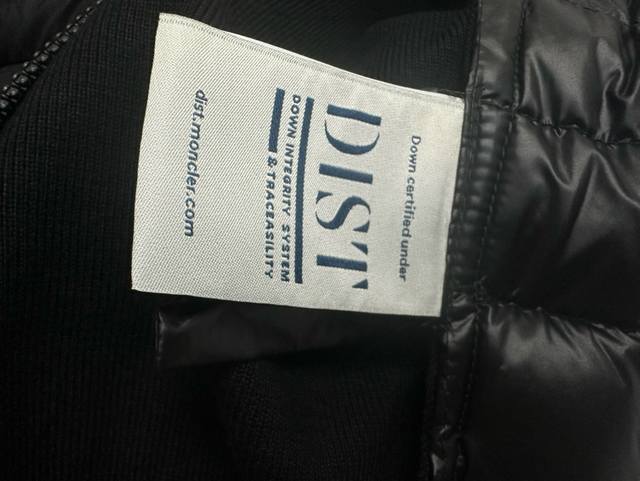 Down certified under
DIST
DOWN INTEGRITY SYSTEM
& TRACEABILITY
dist.moncler.com